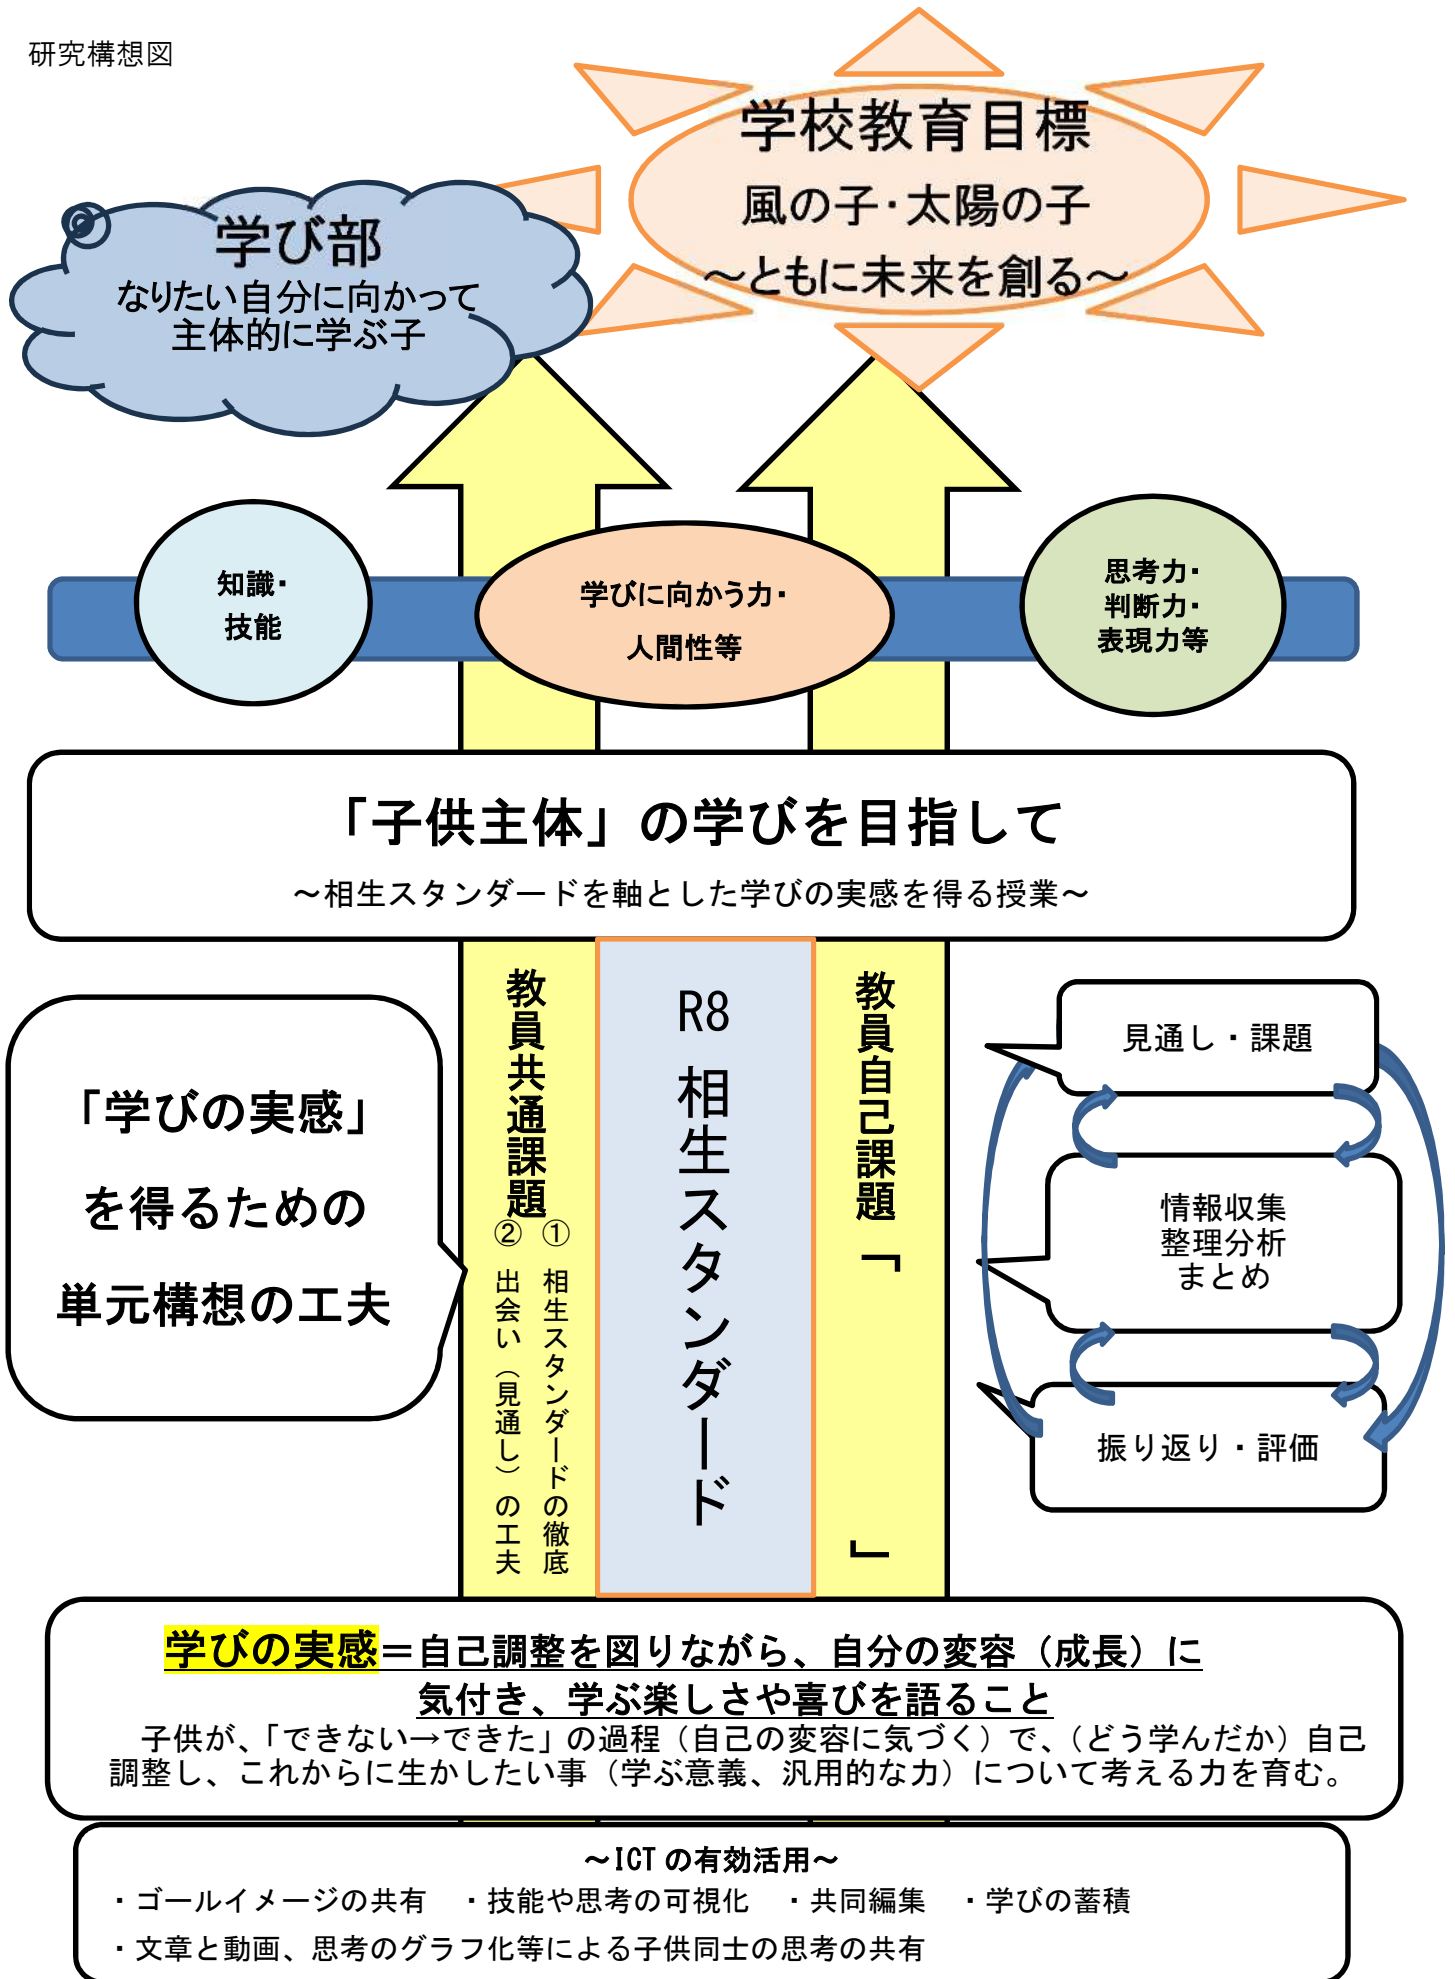 研究構想図
学校教育目標
風の子・太陽の子
～ともに未来を創る～
学び部
なりたい自分に向かって
主体的に学ぶ子
知識・
技能
学びに向かう力・
人間性等
思考力・
判断力・
表現力等
「子供主体」の学びを目指して
～相生スタンダードを軸とした学びの実感を得る授業～
「学びの実感」
を得るための
単元構想の工夫
教員共通課題
① 相生スタンダードの徹底
② 出会い（見通し）の工夫
R8 相生スタンダード
教員自己課題「　　　」
見通し・課題
情報収集
整理分析
まとめ
振り返り・評価
学びの実感＝自己調整を図りながら、自分の変容（成長）に
気付き、学ぶ楽しさや喜びを語ること
子供が、「できない→できた」の過程（自己の変容に気づく）で、（どう学んだか）自己
調整し、これからに生かしたい事（学ぶ意義、汎用的な力）について考える力を育む。
～ICTの有効活用～
・ゴールイメージの共有　・技能や思考の可視化　・共同編集　・学びの蓄積
・文章と動画、思考のグラフ化等による子供同士の思考の共有